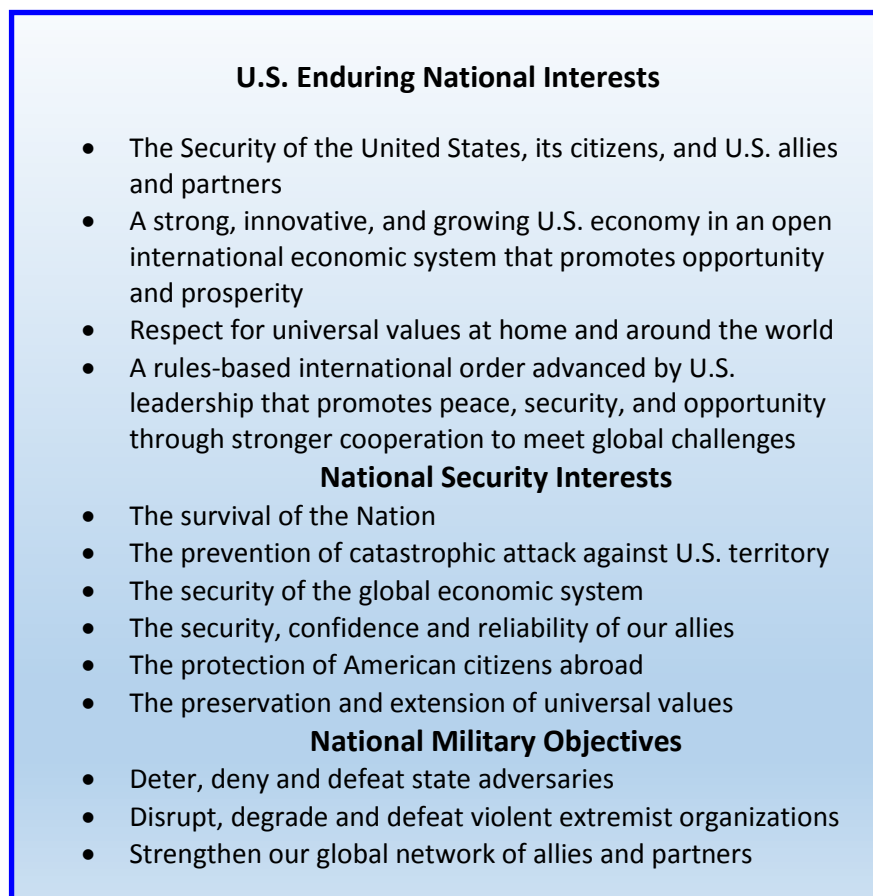 U.S. Enduring National Interests
• The Security of the United States, its citizens, and U.S. allies
and partners
• A strong, innovative, and growing U.S. economy in an open
international economic system that promotes opportunity
and prosperity
• Respect for universal values at home and around the world
• A rules-based international order advanced by U.S.
leadership that promotes peace, security, and opportunity
through stronger cooperation to meet global challenges
National Security Interests
• The survival of the Nation
• The prevention of catastrophic attack against U.S. territory
• The security of the global economic system
• The security, confidence and reliability of our allies
• The protection of American citizens abroad
• The preservation and extension of universal values
National Military Objectives
• Deter, deny and defeat state adversaries
• Disrupt, degrade and defeat violent extremist organizations
• Strengthen our global network of allies and partners